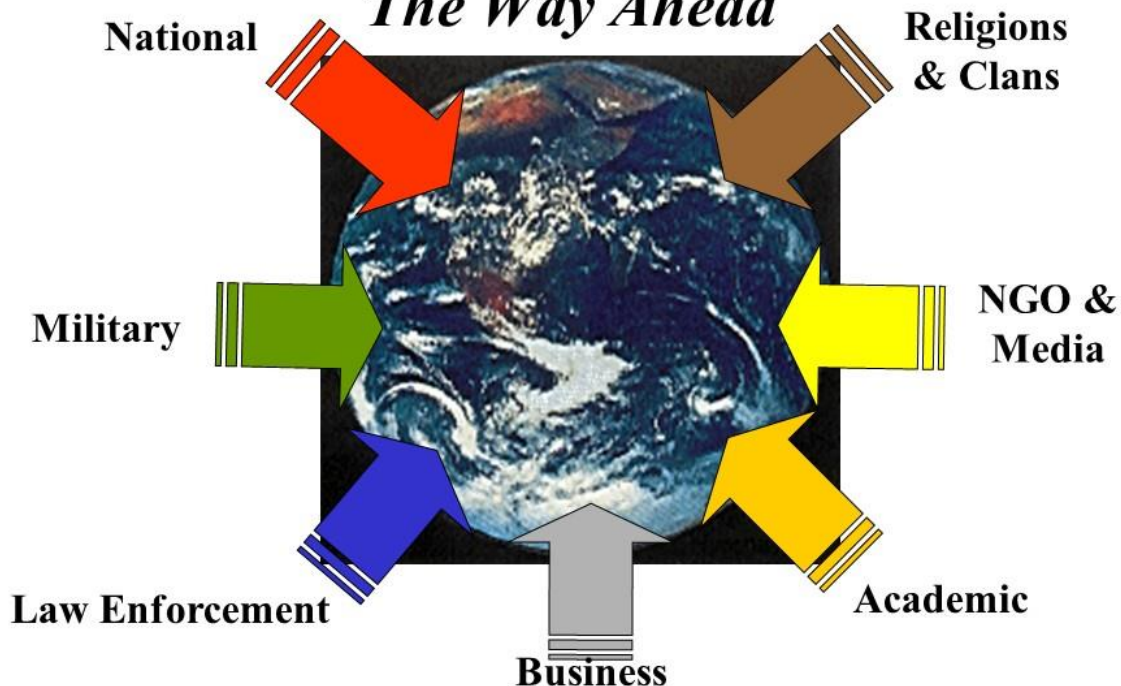 The Way Ahead
National
Religions
& Clans
Military
NGO &
Media
Law Enforcement
Academic
Business